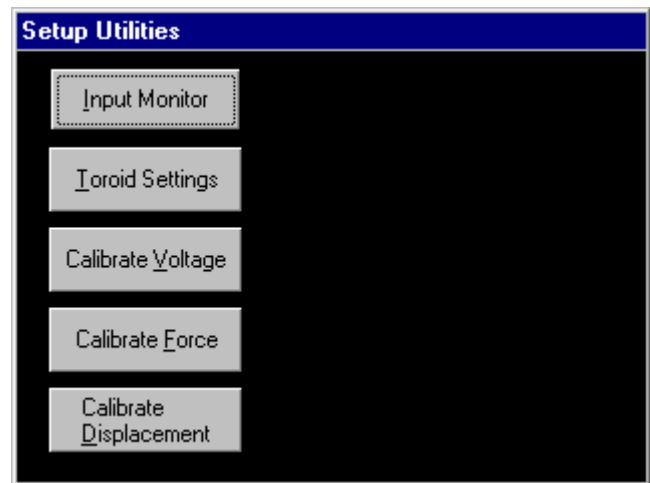 Setup Utilities
Input Monitor
Toroid Settings
Calibrate Voltage
Calibrate Force
Calibrate
Displacement